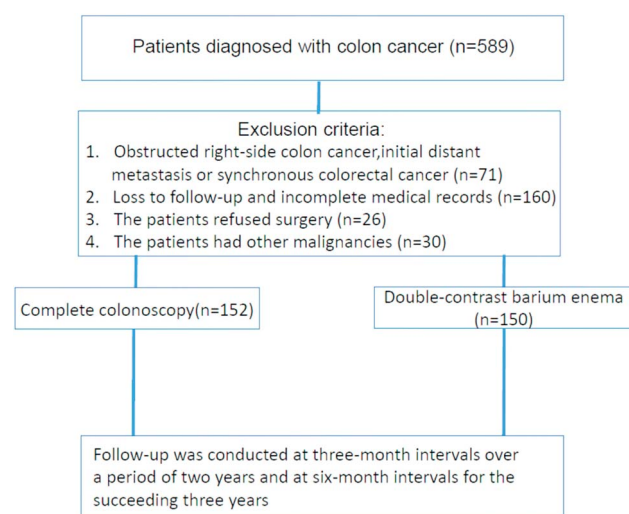 Patients diagnosed with colon cancer (n=589)
Exclusion criteria:
1. Obstructed right-side colon cancer,initial distant
metastasis or synchronous colorectal cancer (n=71)
2. Loss to follow-up and incomplete medical records (n=160)
3. The patients refused surgery (n=26)
4. The patients had other malignancies (n=30)
Complete colonoscopy(n=152)
Double-contrast barium enema
(n=150)
Follow-up was conducted at three-month intervals over
a period of two years and at six-month intervals for the
succeeding three years